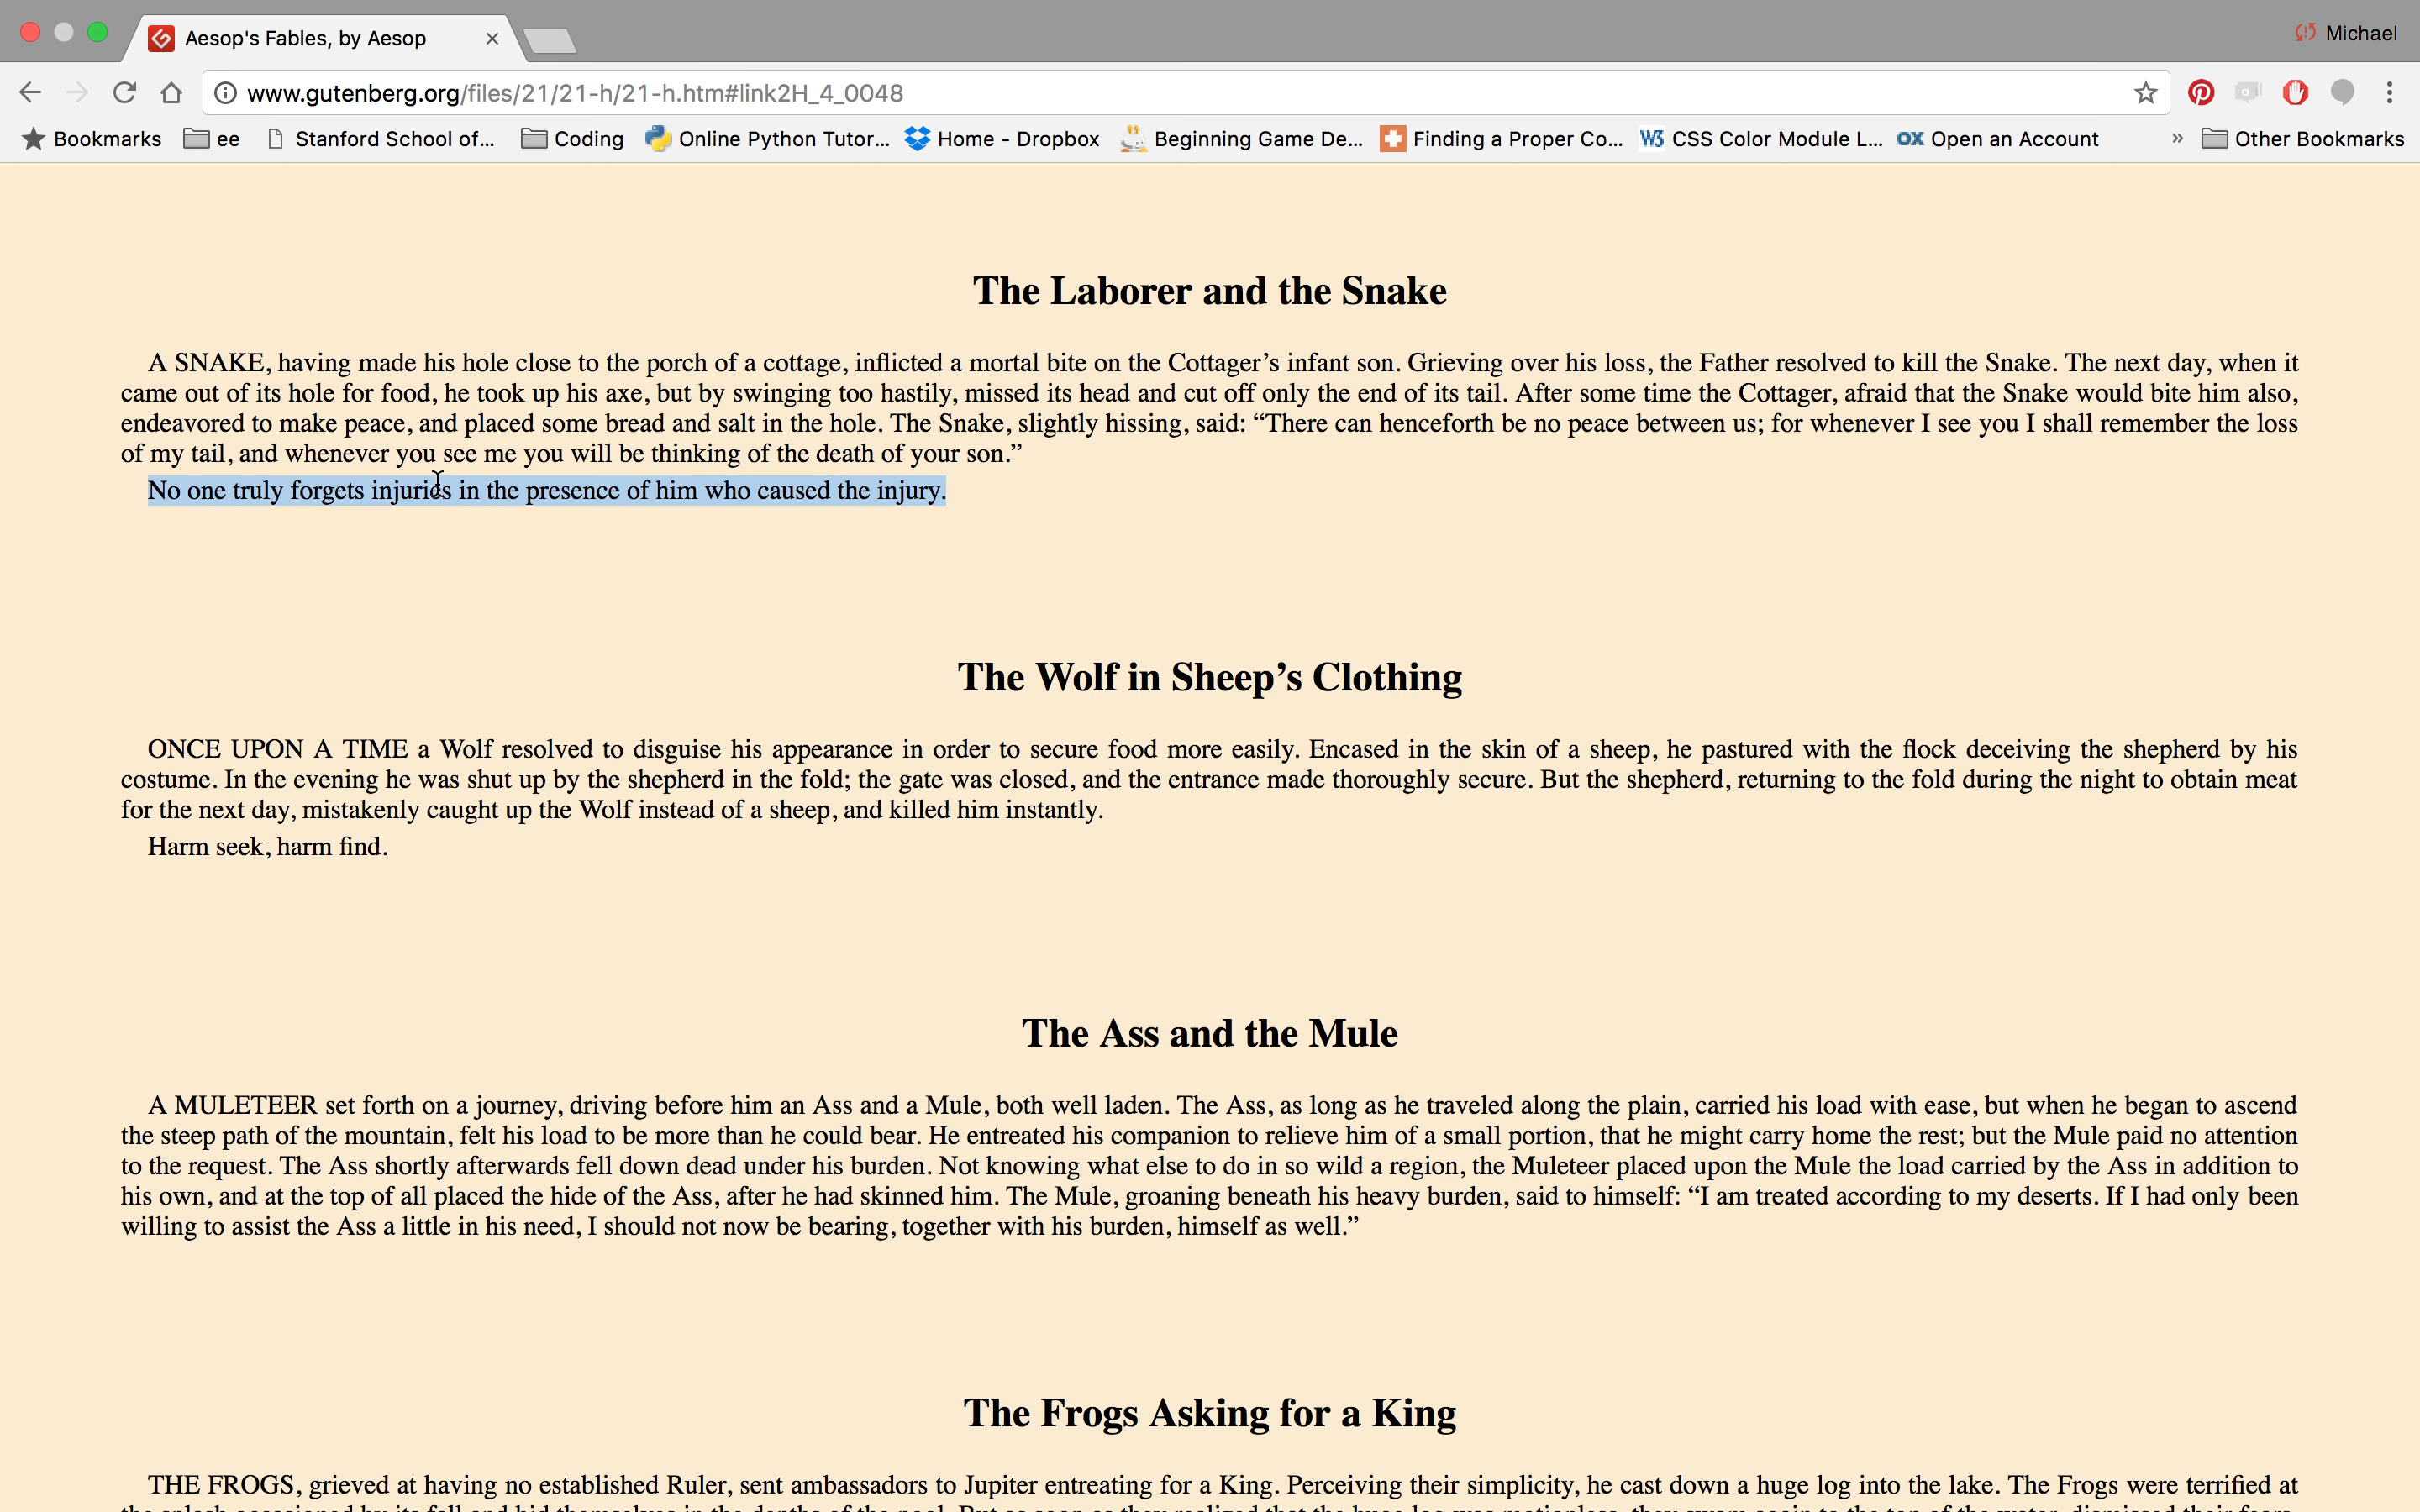 Aesop's Fables, by Aesop
Michael
www.gutenberg.org/files/21/21-h/21-h.htm#link2H_4_0048
Bookmarks ee Stanford School of... Coding Online Python Tutor... Home - Dropbox Beginning Game De... Finding a Proper Co... W3 CSS Color Module L... OX Open an Account » Other Bookmarks
The Laborer and the Snake
A SNAKE, having made his hole close to the porch of a cottage, inflicted a mortal bite on the Cottager’s infant son. Grieving over his loss, the Father resolved to kill the Snake. The next day, when it
came out of its hole for food, he took up his axe, but by swinging too hastily, missed its head and cut off only the end of its tail. After some time the Cottager, afraid that the Snake would bite him also,
endeavored to make peace, and placed some bread and salt in the hole. The Snake, slightly hissing, said: “There can henceforth be no peace between us; for whenever I see you I shall remember the loss
of my tail, and whenever you see me you will be thinking of the death of your son.”
No one truly forgets injuries in the presence of him who caused the injury.
The Wolf in Sheep’s Clothing
ONCE UPON A TIME a Wolf resolved to disguise his appearance in order to secure food more easily. Encased in the skin of a sheep, he pastured with the flock deceiving the shepherd by his
costume. In the evening he was shut up by the shepherd in the fold; the gate was closed, and the entrance made thoroughly secure. But the shepherd, returning to the fold during the night to obtain meat
for the next day, mistakenly caught up the Wolf instead of a sheep, and killed him instantly.
Harm seek, harm find.
The Ass and the Mule
A MULETEER set forth on a journey, driving before him an Ass and a Mule, both well laden. The Ass, as long as he traveled along the plain, carried his load with ease, but when he began to ascend
the steep path of the mountain, felt his load to be more than he could bear. He entreated his companion to relieve him of a small portion, that he might carry home the rest; but the Mule paid no attention
to the request. The Ass shortly afterwards fell down dead under his burden. Not knowing what else to do in so wild a region, the Muleteer placed upon the Mule the load carried by the Ass in addition to
his own, and at the top of all placed the hide of the Ass, after he had skinned him. The Mule, groaning beneath his heavy burden, said to himself: “I am treated according to my deserts. If I had only been
willing to assist the Ass a little in his need, I should not now be bearing, together with his burden, himself as well.”
The Frogs Asking for a King
THE FROGS, grieved at having no established Ruler, sent ambassadors to Jupiter entreating for a King. Perceiving their simplicity, he cast down a huge log into the lake. The Frogs were terrified at